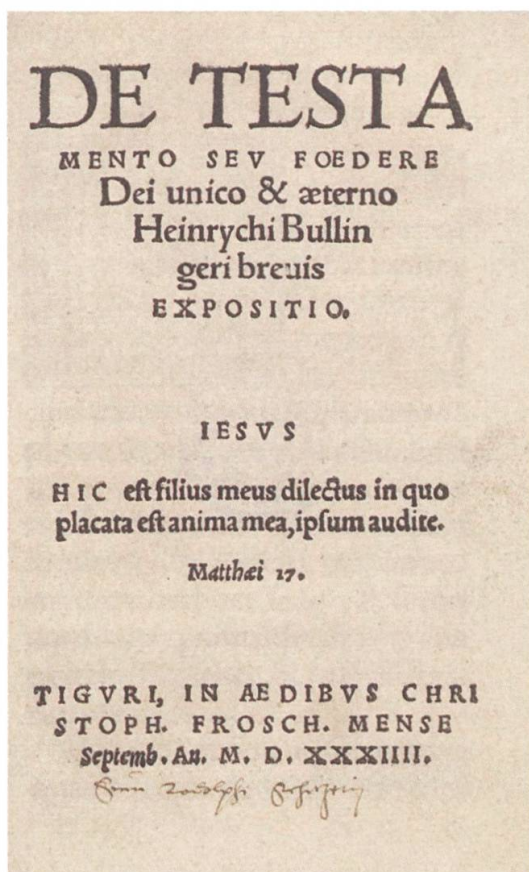 DE TESTA
MENTO SEV FOEDERE
Dei unico & æterno
Heinrychi Bullin
geri breuis
EXPOSITIO.
IESVS
HIC est filius meus dilectus in quo
placata est anima mea, ipsum audite.
Matthæi 17.
TIGVRI, IN AEDIBVS CHRI
STOPH. FROSCH. MENSE
Septemb. An. M. D. XXXIIII.
Rodolphi